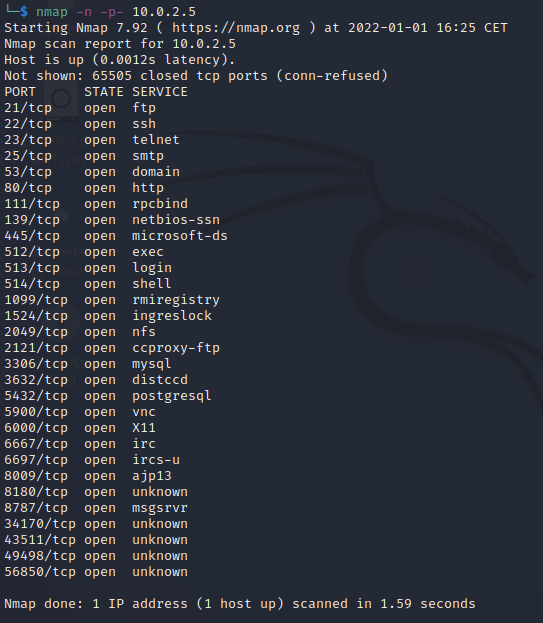 └─$ nmap -n -p- 10.0.2.5
Starting Nmap 7.92 ( https://nmap.org ) at 2022-01-01 16:25 CET
Nmap scan report for 10.0.2.5
Host is up (0.0012s latency).
Not shown: 65505 closed tcp ports (conn-refused)
PORT      STATE SERVICE
21/tcp    open  ftp
22/tcp    open  ssh
23/tcp    open  telnet
25/tcp    open  smtp
53/tcp    open  domain
80/tcp    open  http
111/tcp   open  rpcbind
139/tcp   open  netbios-ssn
445/tcp   open  microsoft-ds
512/tcp   open  exec
513/tcp   open  login
514/tcp   open  shell
1099/tcp  open  rmiregistry
1524/tcp  open  ingreslock
2049/tcp  open  nfs
2121/tcp  open  ccproxy-ftp
3306/tcp  open  mysql
3632/tcp  open  distccd
5432/tcp  open  postgresql
5900/tcp  open  vnc
6000/tcp  open  X11
6667/tcp  open  irc
6697/tcp  open  ircs-u
8009/tcp  open  ajp13
8180/tcp  open  unknown
8787/tcp  open  msgsrvr
34170/tcp open  unknown
43511/tcp open  unknown
49498/tcp open  unknown
56850/tcp open  unknown
Nmap done: 1 IP address (1 host up) scanned in 1.59 seconds